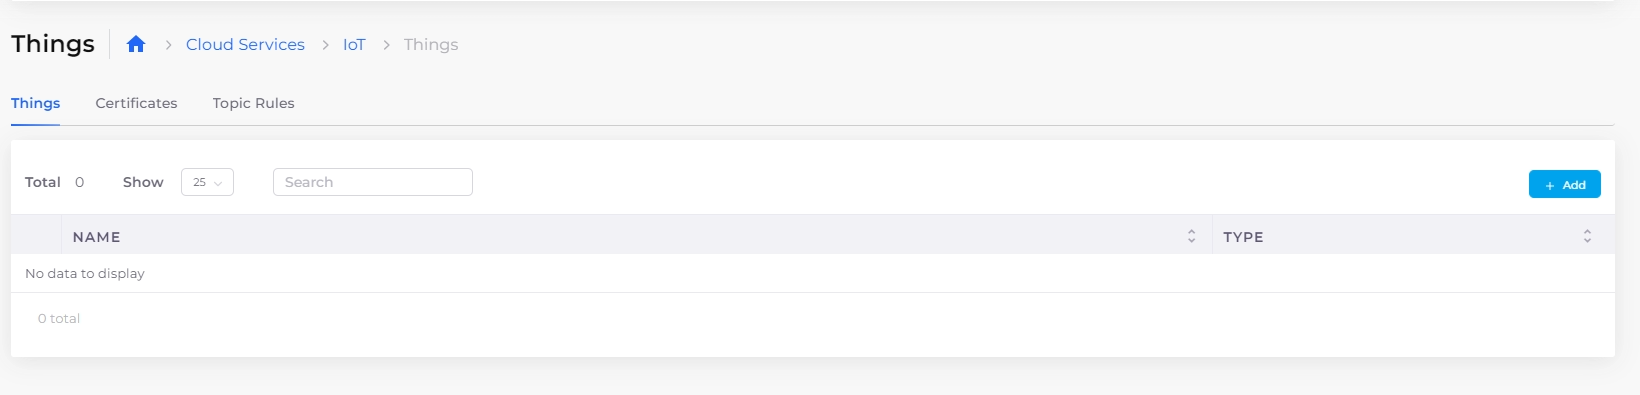 Things Cloud Services IoT Things
Things Certificates Topic Rules
Total 0 Show 25 Search + Add
NAME TYPE
No data to display
0 total